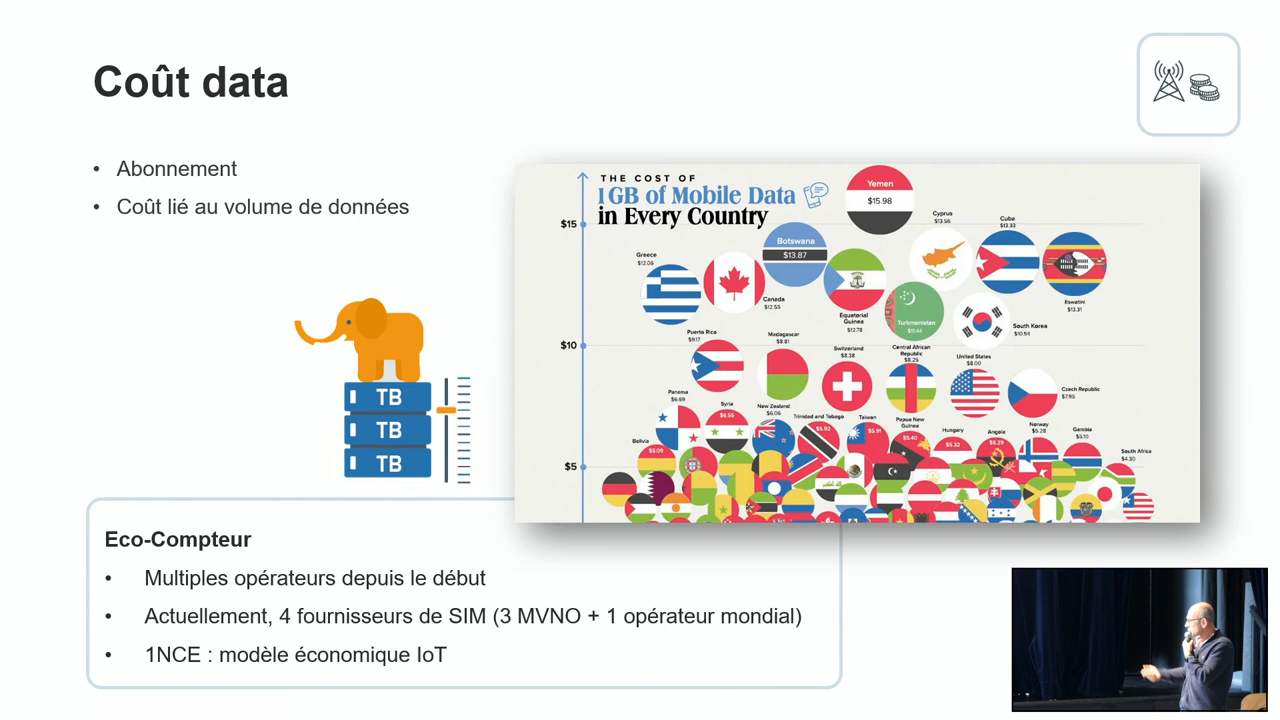 Coût data
• Abonnement
• Coût lié au volume de données
TB
TB
TB
THE COST OF
1GB of Mobile Data
in Every Country
$15
$10
$5
Yemen
$15.98
Cyprus
$13.56
Cuba
$13.33
Botswana
$13.87
Greece
$12.06
Canada
$12.55
Equatorial
Guinea
$12.78
Turkmenistan
$11.44
South Korea
$10.94
Eswatini
$13.31
Puerto Rico
$9.17
Madagascar
$8.81
Switzerland
$8.38
Central African
Republic
$8.25
United States
$8.00
Czech Republic
$7.95
Panama
$6.69
Syria
$6.55
New Zealand
$6.06
Trinidad and Tobago
$5.92
Taiwan
$5.91
Papua New
Guinea
$5.40
Hungary
$5.32
Angola
$5.29
Norway
$5.28
Gambia
$5.10
Bolivia
$5.09
South Africa
Eco-Compteur
• Multiples opérateurs depuis le début
• Actuellement, 4 fournisseurs de SIM (3 MVNO + 1 opérateur mondial)
• 1NCE : modèle économique IoT